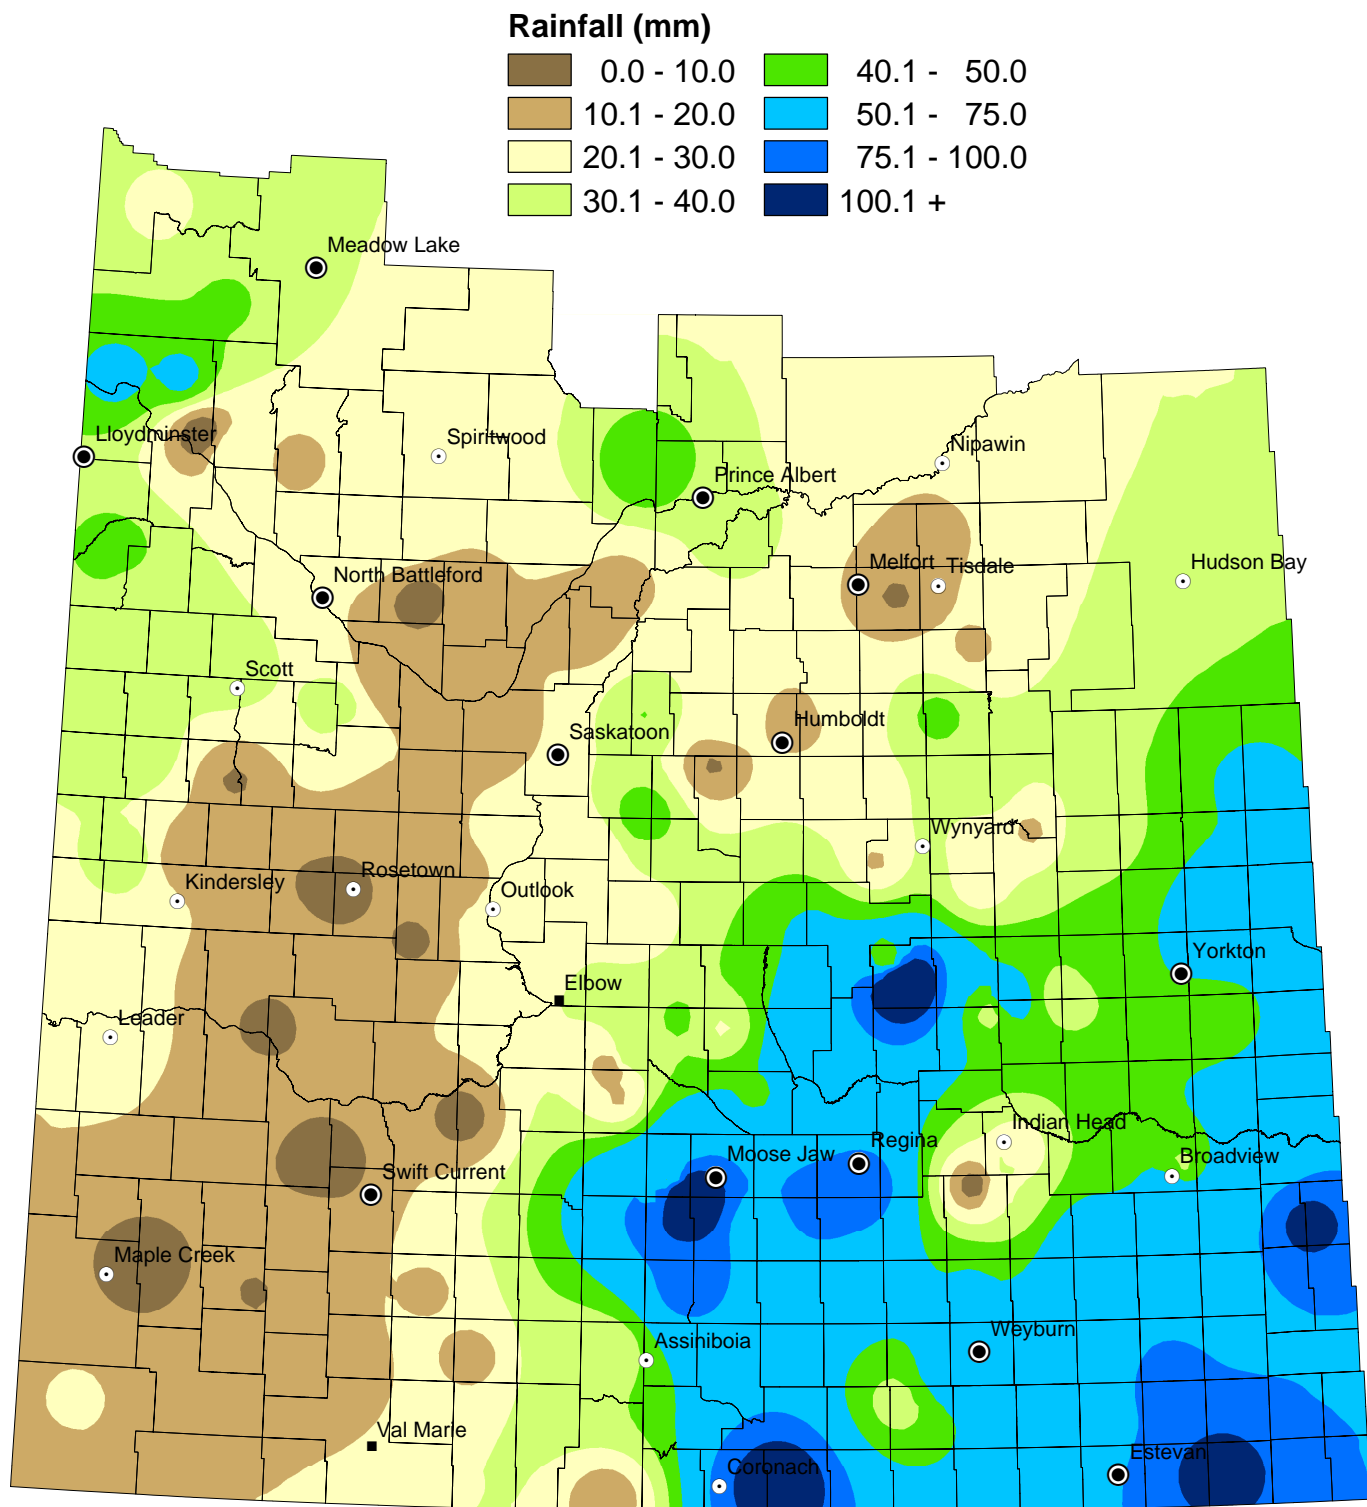 Rainfall (mm)
0.0 - 10.0
40.1 - 50.0
10.1 - 20.0
50.1 - 75.0
20.1 - 30.0
75.1 - 100.0
30.1 - 40.0
100.1 +
Meadow Lake
Lloydminster
Spiritwood
Nipawin
Prince Albert
Melfort
Tisdale
Hudson Bay
North Battleford
Scott
Saskatoon
Humboldt
Wynyard
Rosetown
Kindersley
Outlook
Yorkton
Elbow
Leader
Indian Head
Regina
Moose Jaw
Broadview
Swift Current
Maple Creek
Weyburn
Assiniboia
Val Marie
Estevan
Coronach